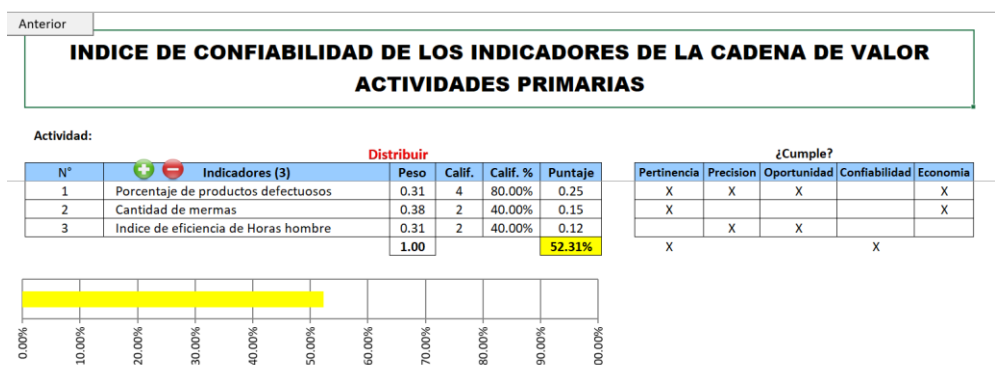 Anterior
INDICE DE CONFIABILIDAD DE LOS INDICADORES DE LA CADENA DE VALOR
ACTIVIDADES PRIMARIAS
Actividad:
Distribuir
¿Cumple?
N° Indicadores (3) Peso Calif. Calif. % Puntaje Pertinencia Precision Oportunidad Confiabilidad Economia
1 Porcentaje de productos defectuosos 0.31 4 80.00% 0.25 X X X X
2 Cantidad de mermas 0.38 2 40.00% 0.15 X X
3 Indice de eficiencia de Horas hombre 0.31 2 40.00% 0.12 X X
1.00 52.31% X X
0.00% 10.00% 20.00% 30.00% 40.00% 50.00% 60.00% 70.00% 80.00% 90.00% 00.00%